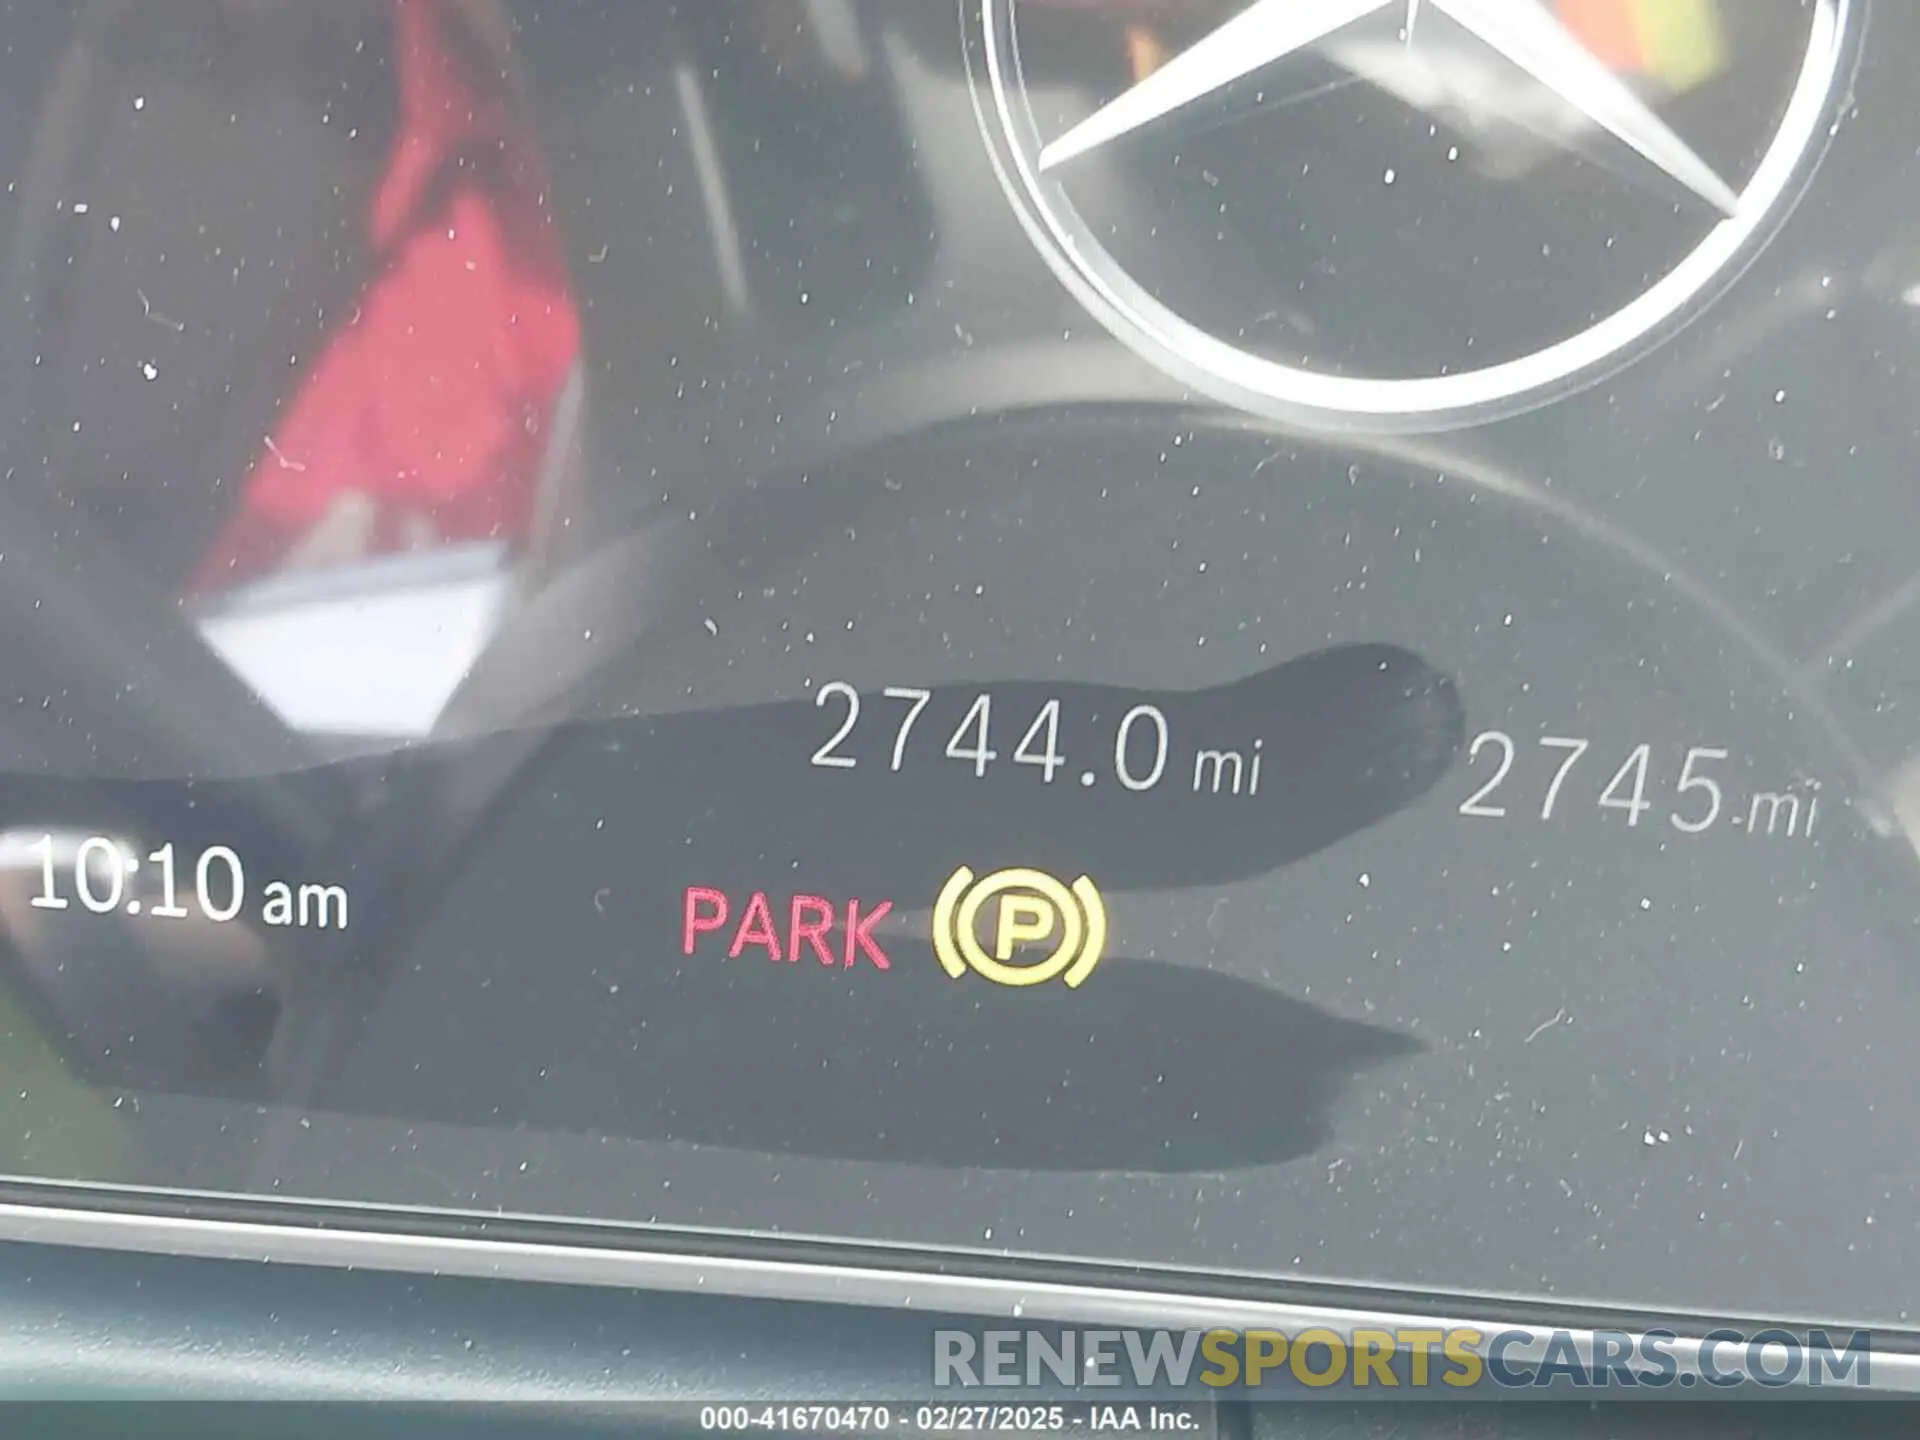 2744.0 mi
2745 mi
10:10 am
PARK P
RENEWSPORTSCARS.COM
000-41670470 - 02/27/2025 - IAA Inc.